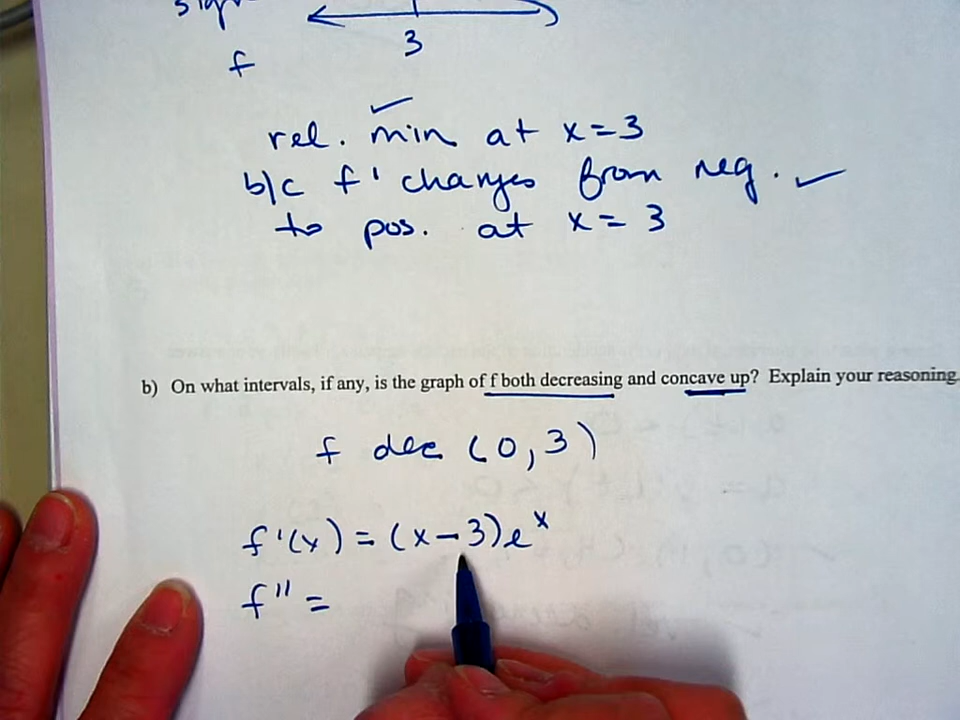 sign
3
f
rel. min at x = 3
b/c f' changes from neg.
to pos. at x = 3
b) On what intervals, if any, is the graph of f both decreasing and concave up? Explain your reasoning.
f dec (0, 3)
f'(x) = (x-3)e^x
f" =